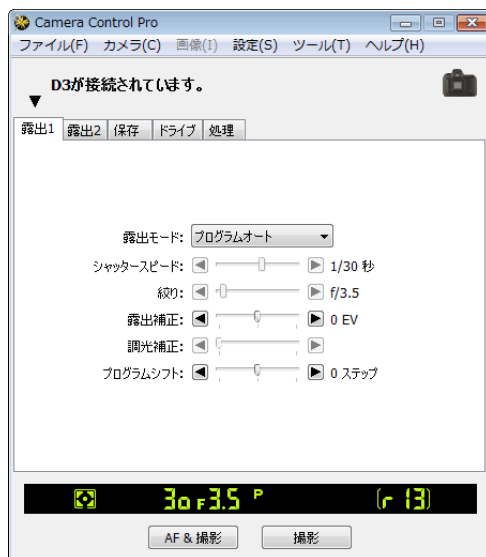 Camera Control Pro
ファイル(F) カメラ(C) 画像(I) 設定(S) ツール(T) ヘルプ(H)
D3が接続されています。
露出1 露出2 保存 ドライブ 処理
露出モード: プログラムオート
シャッタースピード: 1/30 秒
絞り: f/3.5
露出補正: 0 EV
調光補正:
プログラムシフト: 0 ステップ
30 F3.5 P (r 13)
AF & 撮影 撮影